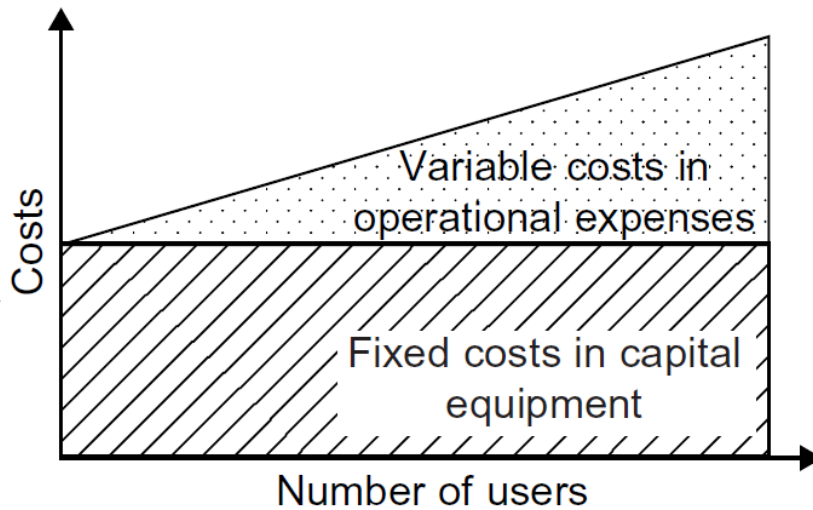 Variable costs in
operational expenses
Costs
Fixed costs in capital
equipment
Number of users